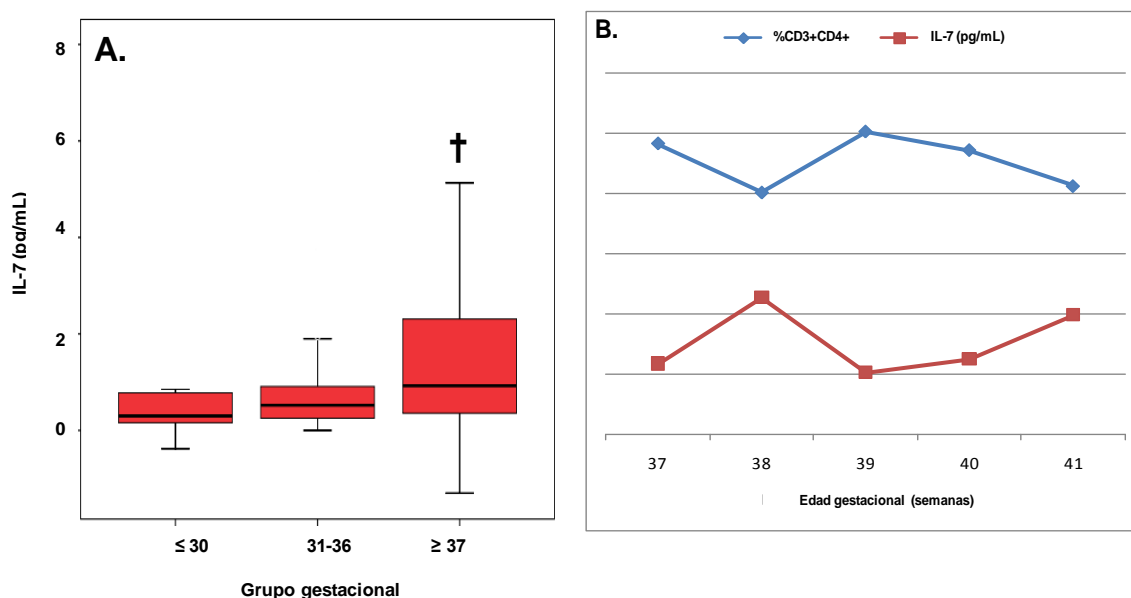 A.
8
6
†
4
2
0
IL-7 (pg/mL)
≤ 30 31-36 ≥ 37
Grupo gestacional
B.
%CD3+CD4+ IL-7 (pg/mL)
37 38 39 40 41
Edad gestacional (semanas)